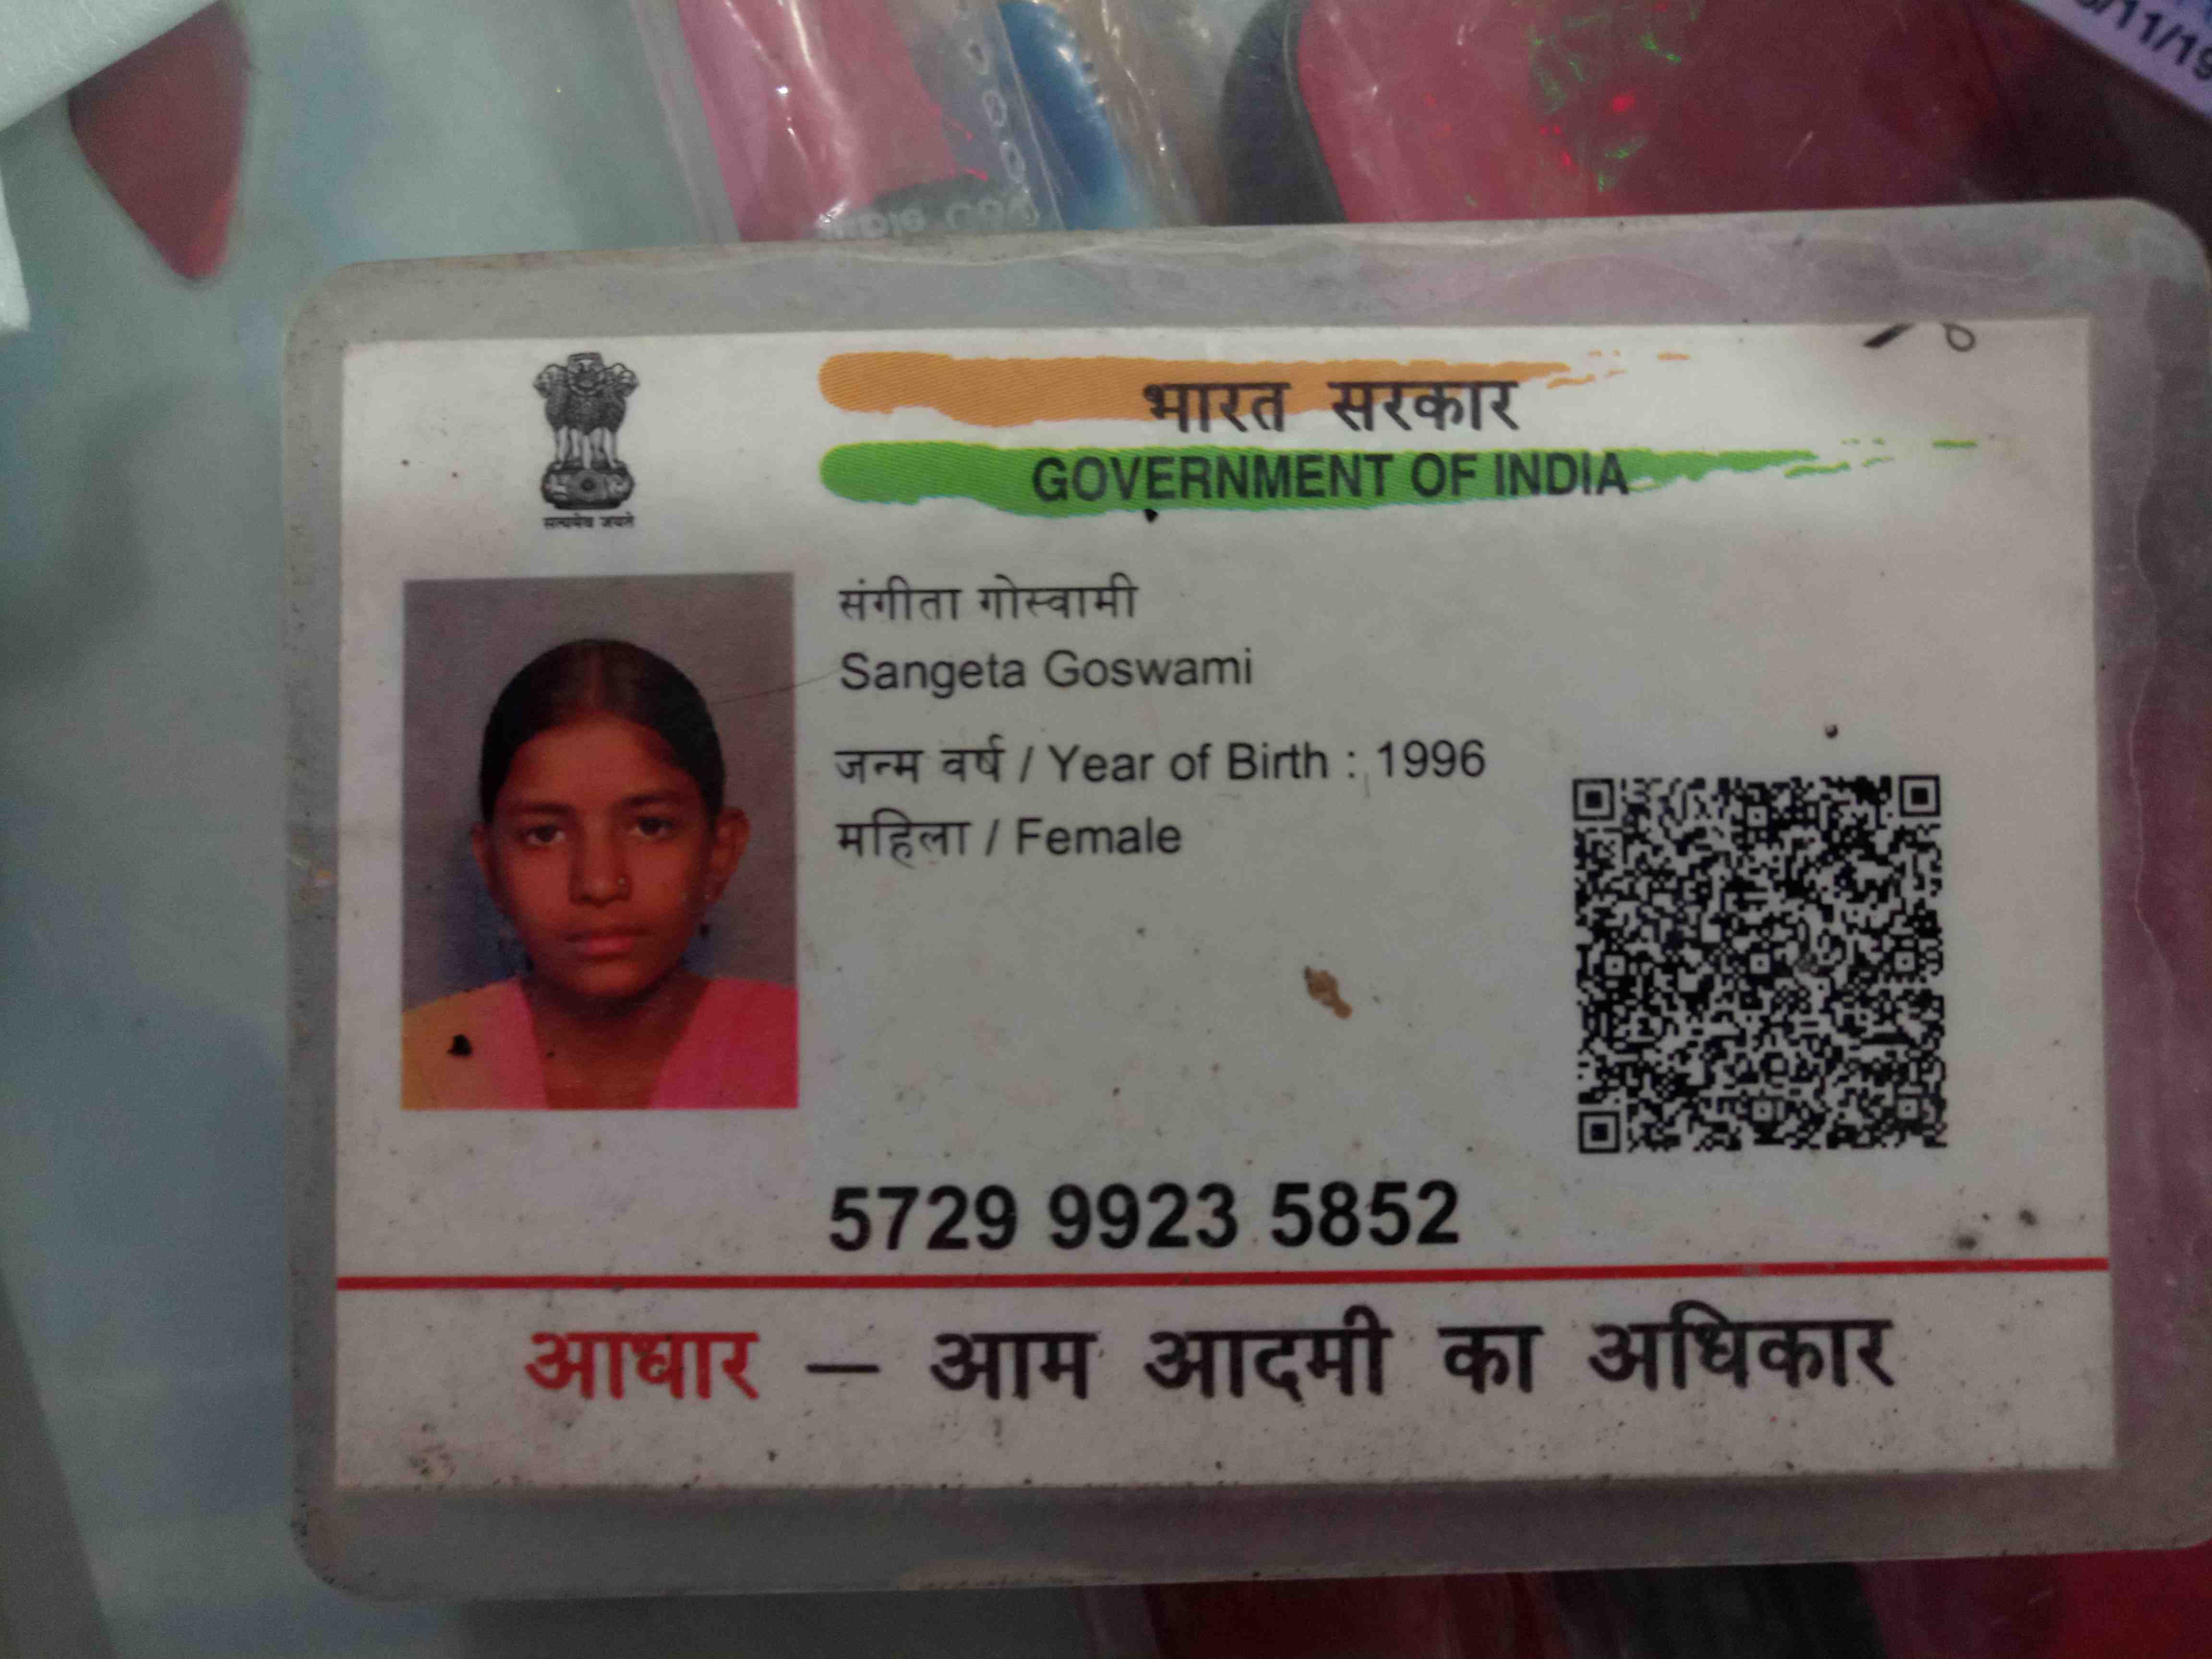 /11/19
भारत सरकार
GOVERNMENT OF INDIA
सत्यमेव जयते
संगीता गोस्वामी
Sangeta Goswami
जन्म वर्ष / Year of Birth : 1996
महिला / Female
5729 9923 5852
आधार — आम आदमी का अधिकार